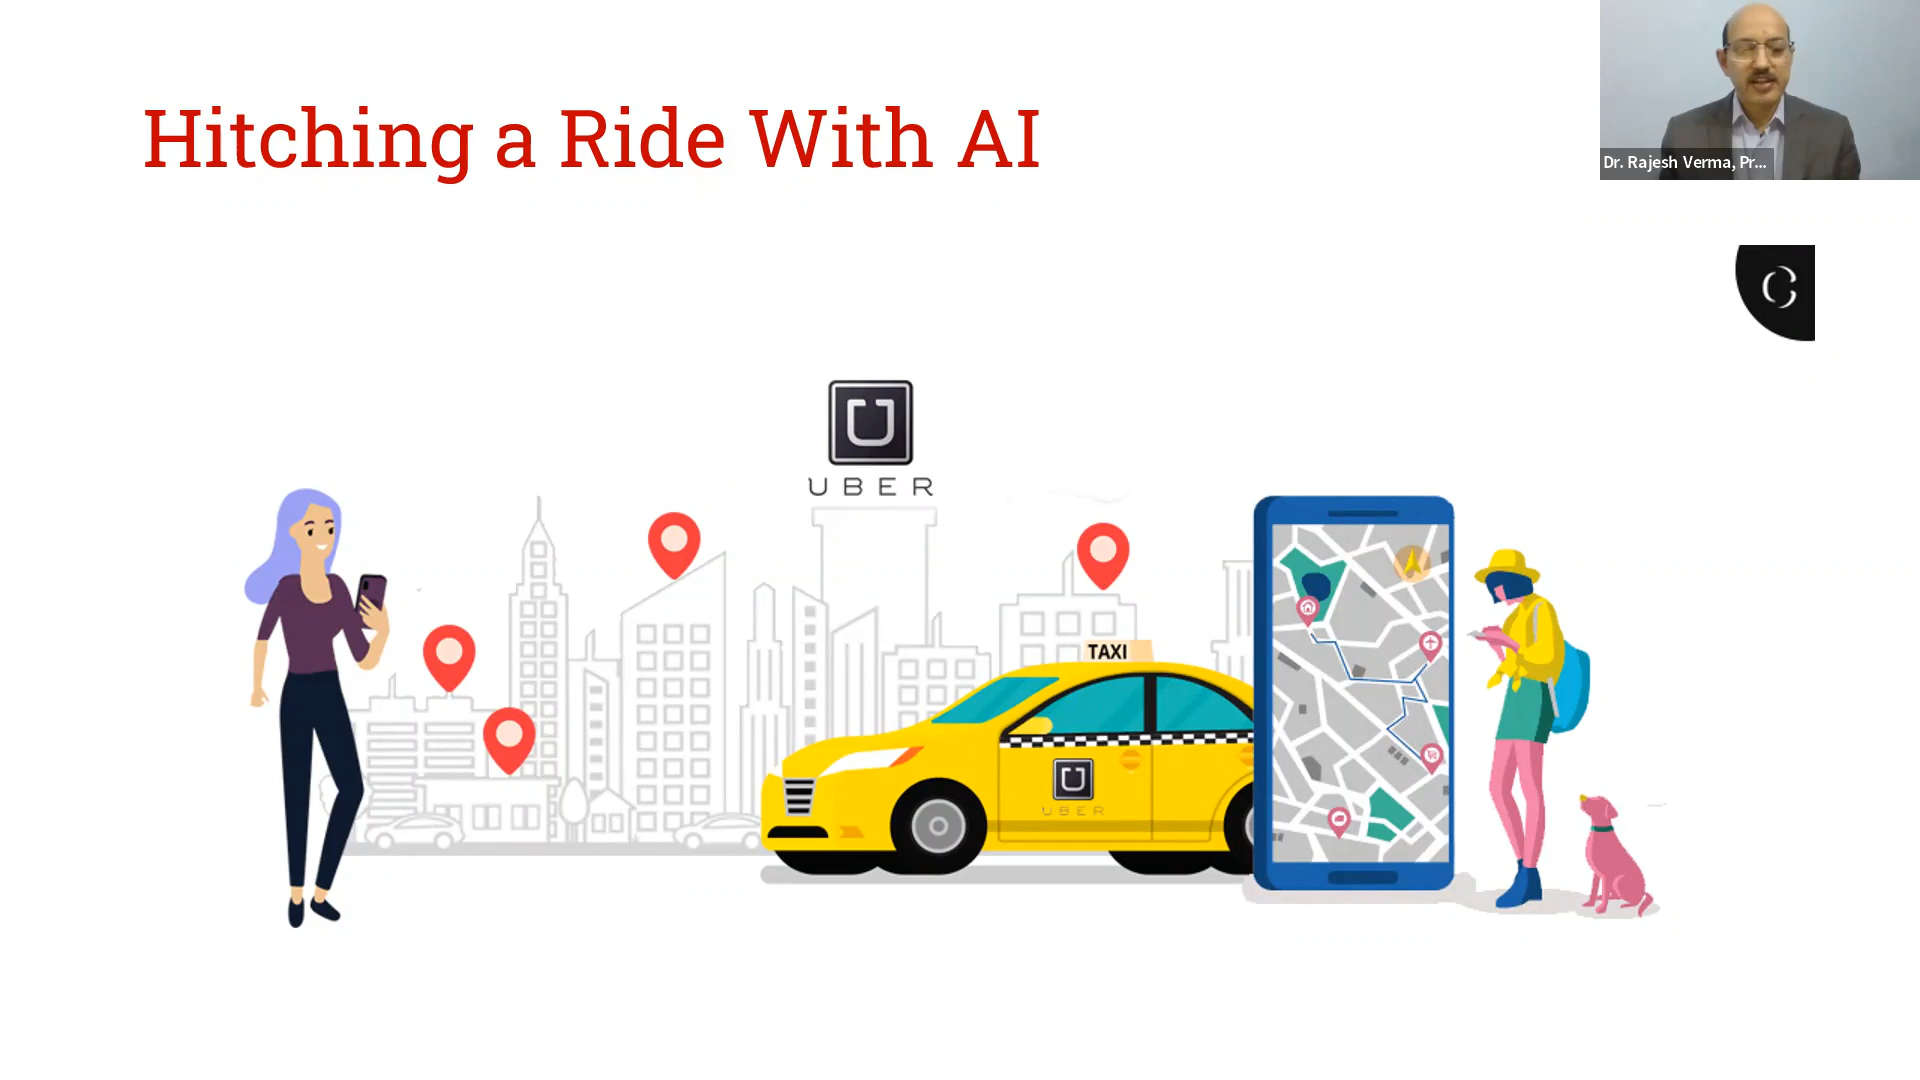 Hitching a Ride With AI
Dr. Rajesh Verma, Pr...
C
UBER
TAXI
UBER